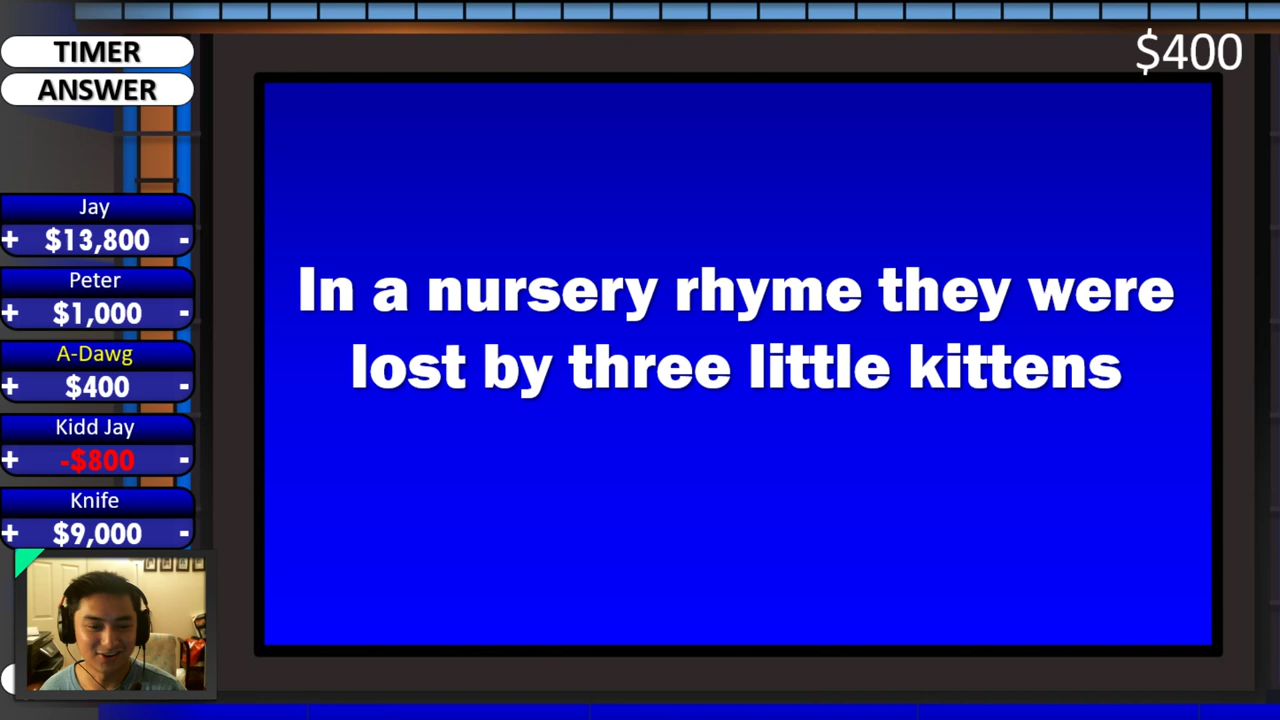 $400
TIMER
ANSWER
Jay
+ $13,800 -
Peter
+ $1,000 -
A-Dawg
+ $400 -
Kidd Jay
+ -$800 -
Knife
+ $9,000 -
In a nursery rhyme they were
lost by three little kittens